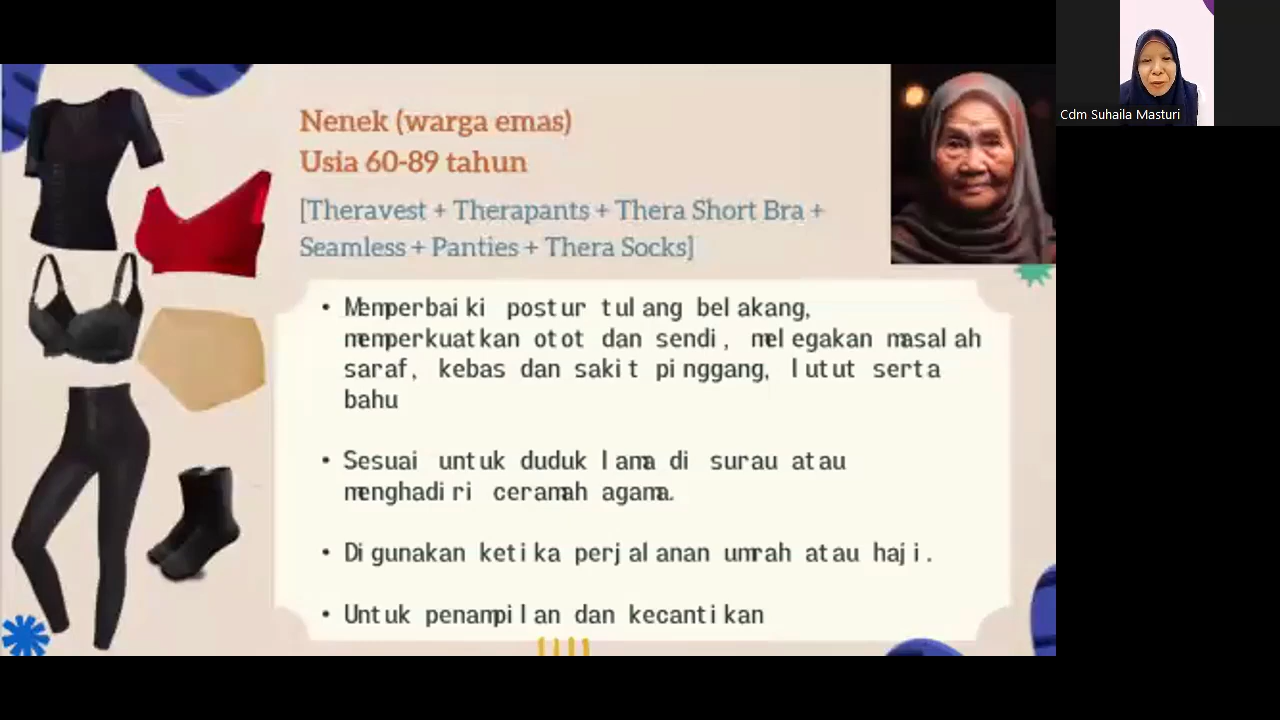 Nenek (warga emas)
Usia 60-89 tahun
[Theravest + Therapants + Thera Short Bra +
Seamless + Panties + Thera Socks]
• Memperbaiki postur tulang belakang,
memperkuatkan otot dan sendi, melegakan masalah
saraf, kebas dan sakit pinggang, lutut serta
bahu
• Sesuai untuk duduk lama di surau atau
menghadiri ceramah agama.
• Digunakan ketika perjalanan umrah atau haji.
• Untuk penampilan dan kecantikan
Cdm Suhaila Masturi